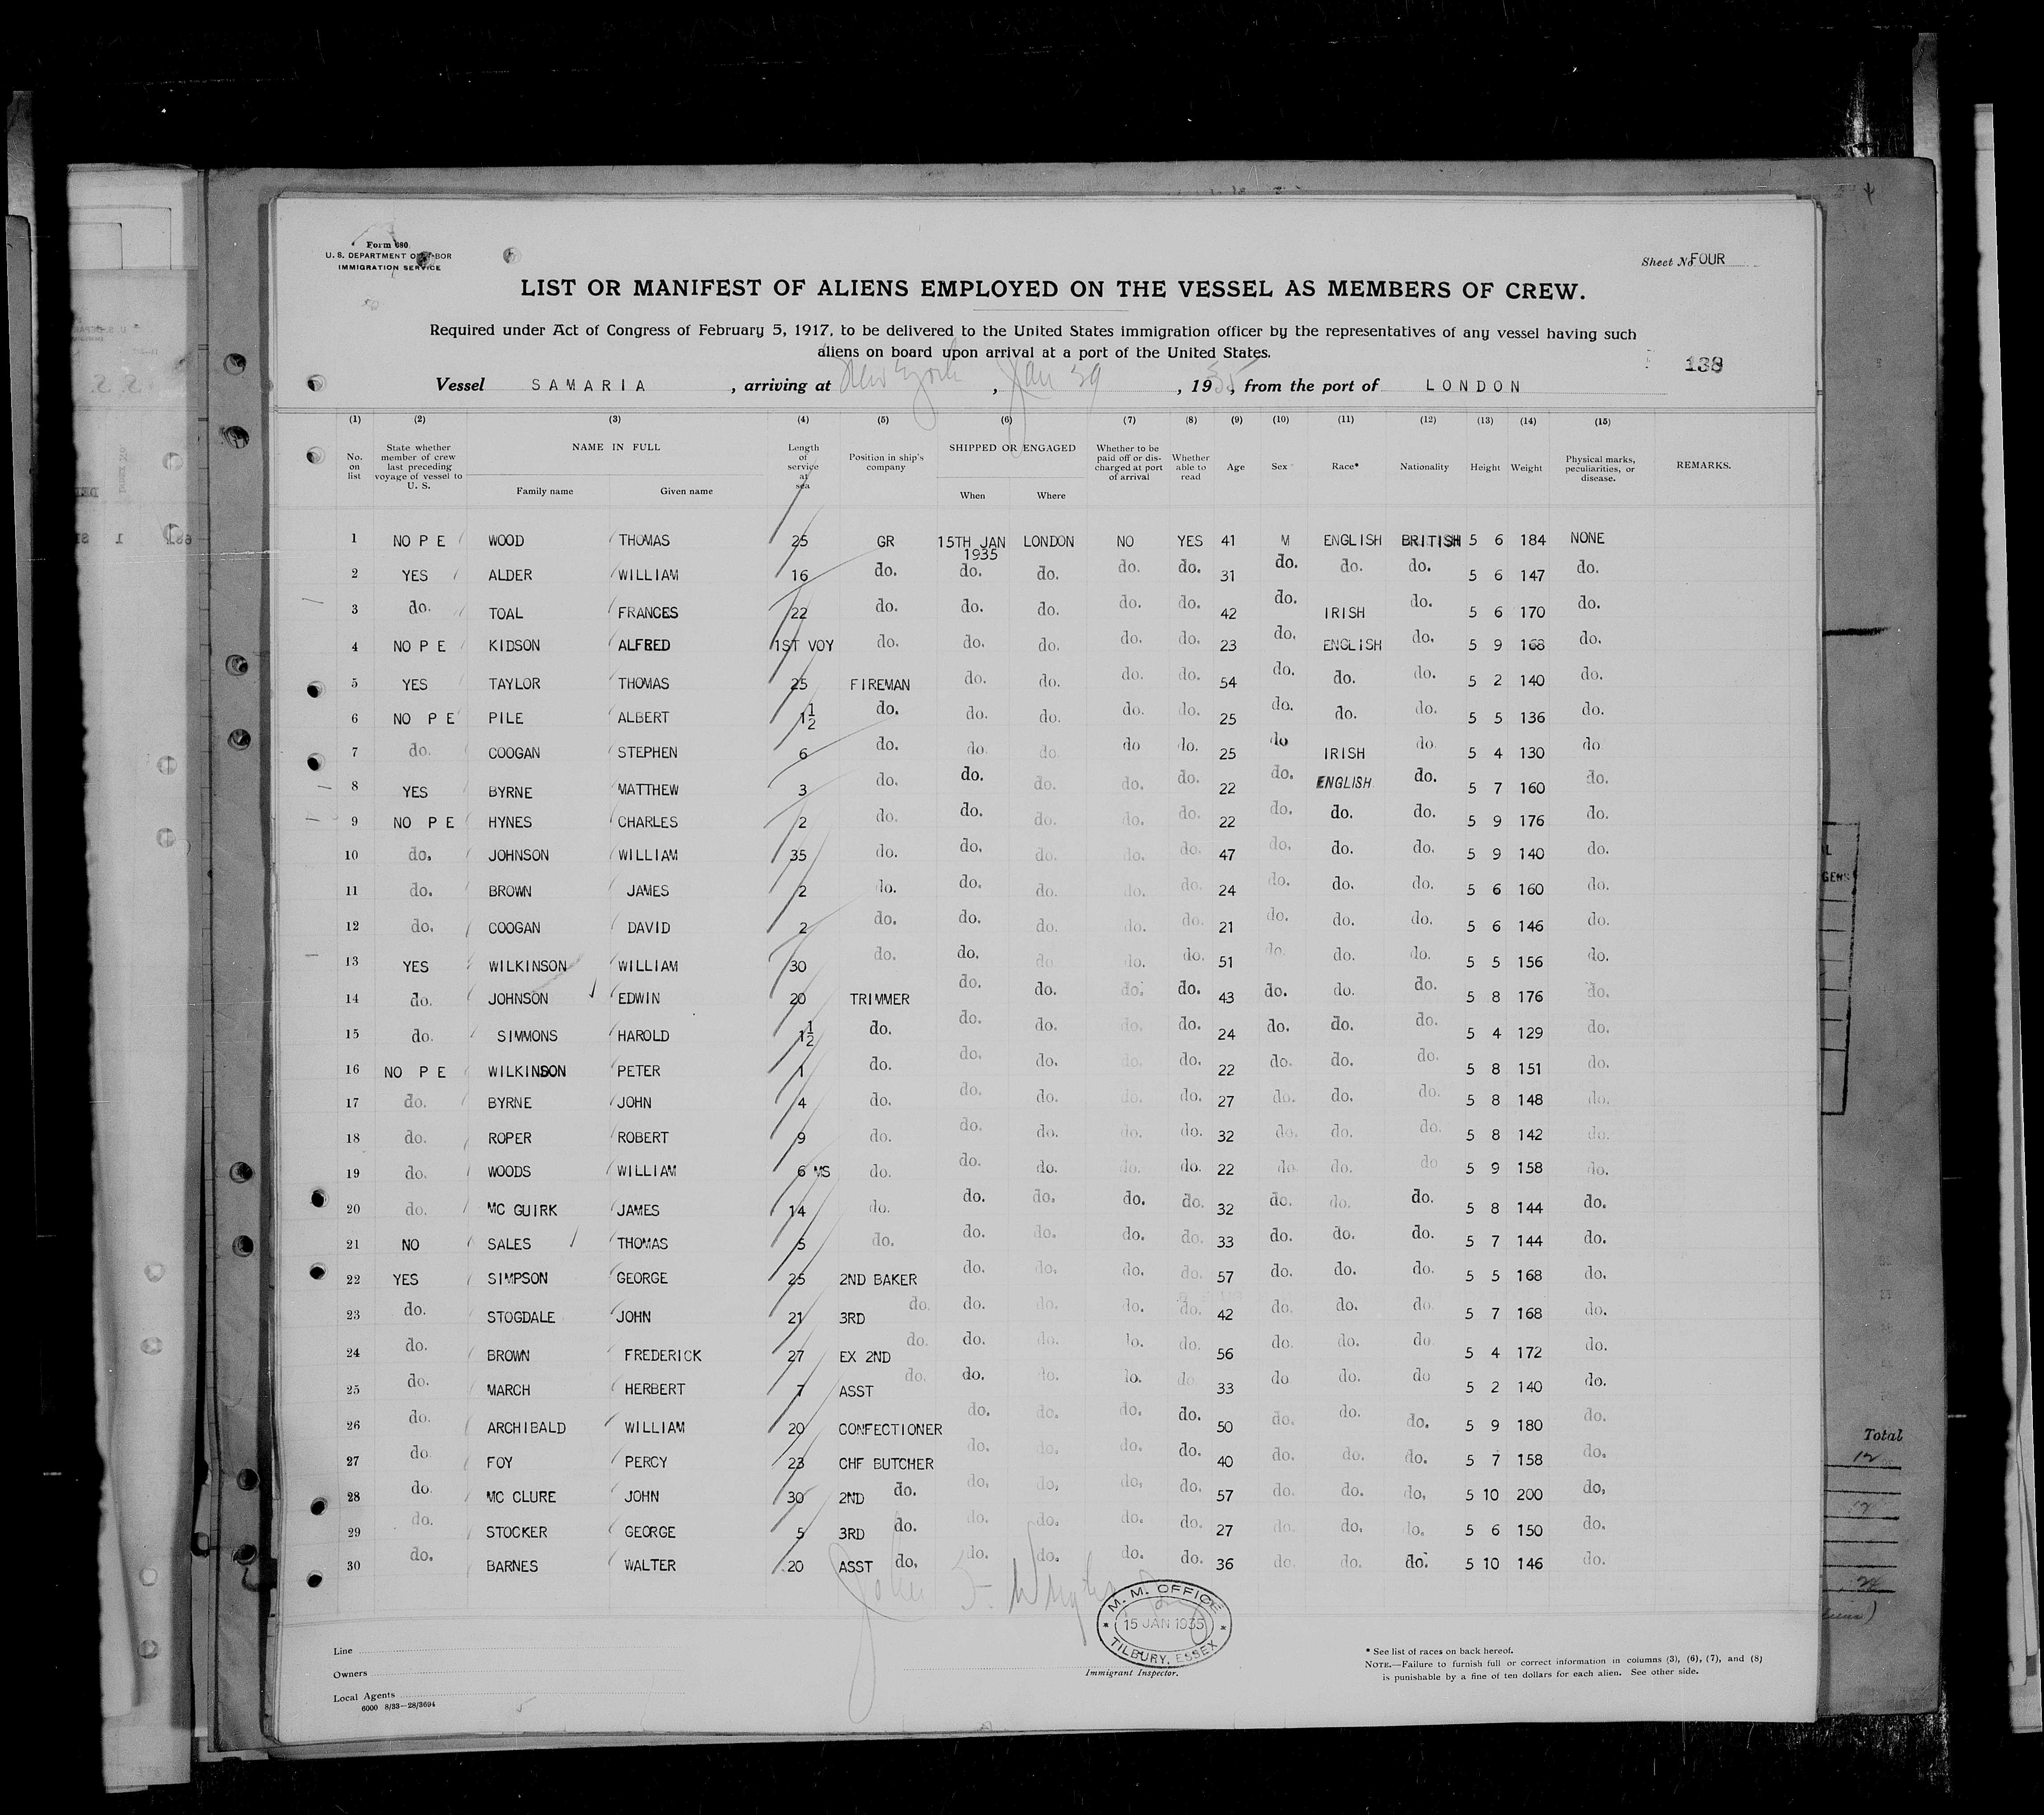 Form 680
U. S. DEPARTMENT OF LABOR
IMMIGRATION SERVICE
Sheet No. FOUR
LIST OR MANIFEST OF ALIENS EMPLOYED ON THE VESSEL AS MEMBERS OF CREW.
Required under Act of Congress of February 5, 1917, to be delivered to the United States immigration officer by the representatives of any vessel having such
aliens on board upon arrival at a port of the United States.
138
Vessel SAMARIA , arriving at New York , Jan 29 , 1935, from the port of LONDON
(1) (2) (3) (4) (5) (6) (7) (8) (9) (10) (11) (12) (13) (14) (15)
No. on list State whether member of crew last preceding voyage of vessel to U. S. NAME IN FULL Family name Given name Length of service at sea Position in ship's company SHIPPED OR ENGAGED When Where Whether to be paid off or discharged at port of arrival Whether able to read Age Sex Race* Nationality Height Weight Physical marks, peculiarities, or disease. REMARKS.
1 NO P E WOOD THOMAS 25 GR 15TH JAN 1935 LONDON NO YES 41 M ENGLISH BRITISH 5 6 184 NONE
2 YES ALDER WILLIAM 16 do. do. do. do. do. 31 do. do. do. 5 6 147 do.
3 do. TOAL FRANCES 22 do. do. do. do. do. 42 do. IRISH do. 5 6 170 do.
4 NO P E KIDSON ALFRED 1ST VOY do. do. do. do. do. 23 do. ENGLISH do. 5 9 168 do.
5 YES TAYLOR THOMAS 25 FIREMAN do. do. do. do. 54 do. do. do. 5 2 140 do.
6 NO P E PILE ALBERT 1 1/2 do. do. do. do. do. 25 do. do. do. 5 5 136 do.
7 do. COOGAN STEPHEN 6 do. do. do. do do. 25 do IRISH do. 5 4 130 do
8 YES BYRNE MATTHEW 3 do. do. do. do. do. 22 do. ENGLISH do. 5 7 160 do.
9 NO P E HYNES CHARLES 2 do. do. do. do. do. 22 do. do. do. 5 9 176 do.
10 do. JOHNSON WILLIAM 35 do. do. do. do. do. 47 do. do. do. 5 9 140 do.
11 do. BROWN JAMES 2 do. do. do. do. do. 24 do. do. do. 5 6 160 do.
12 do. COOGAN DAVID 2 do. do. do. do. do. 21 do. do. do. 5 6 146 do.
13 YES WILKINSON WILLIAM 30 do. do. do do. do. 51 do. do. do. 5 5 156 do.
14 do. JOHNSON EDWIN 20 TRIMMER do. do. do. do. 43 do. do. do. 5 8 176 do.
15 do. SIMMONS HAROLD 1 1/2 do. do. do. do. do. 24 do. do. do. 5 4 129 do.
16 NO P E WILKINSON PETER 1 do. do. do. do. do. 22 do. do. do. 5 8 151 do.
17 do. BYRNE JOHN 4 do. do. do. do. do. 27 do. do. do. 5 8 148 do.
18 do. ROPER ROBERT 9 do. do. do. do. do. 32 do. do. do. 5 8 142 do.
19 do. WOODS WILLIAM 6 MS do. do. do. do. do. 22 do. do. do 5 9 158 do.
20 do. MC GUIRK JAMES 14 do. do. do. do. do. 32 do. do. do. 5 8 144 do.
21 NO SALES THOMAS 5 do. do. do. do. do. 33 do. do. do. 5 7 144 do.
22 YES SIMPSON GEORGE 25 2ND BAKER do. do. do. do. 57 do. do. do. 5 5 168 do.
23 do. STOGDALE JOHN 21 3RD do. do. do. do. do. 42 do. do. do. 5 7 168 do.
24 do. BROWN FREDERICK 27 EX 2ND do. do. do. do. do. 56 do. do. do. 5 4 172 do.
25 do. MARCH HERBERT 7 ASST do. do. do. do. do. 33 do do. do 5 2 140 do.
26 do. ARCHIBALD WILLIAM 20 CONFECTIONER do. do. do. do. 50 do. do. do. 5 9 180 do.
27 do FOY PERCY 23 CHF BUTCHER do. do. do. do. 40 do. do. do. 5 7 158 do.
28 do. MC CLURE JOHN 30 2ND do. do. do. do. do. 57 do. do. do. 5 10 200 do.
29 do. STOCKER GEORGE 5 3RD do. do. do. do. do. 27 do. do. do. 5 6 150 do.
30 do. BARNES WALTER 20 ASST do. do. do. do. do. 36 do. do. do. 5 10 146 do.
M. M. OFFICE
15 JAN 1935
TILBURY, ESSEX
Immigrant Inspector.
Line
Owners
Local Agents
6000 8/33—28/3694
* See list of races on back hereof.
NOTE.—Failure to furnish full or correct information in columns (3), (6), (7), and (8)
is punishable by a fine of ten dollars for each alien. See other side.
Total